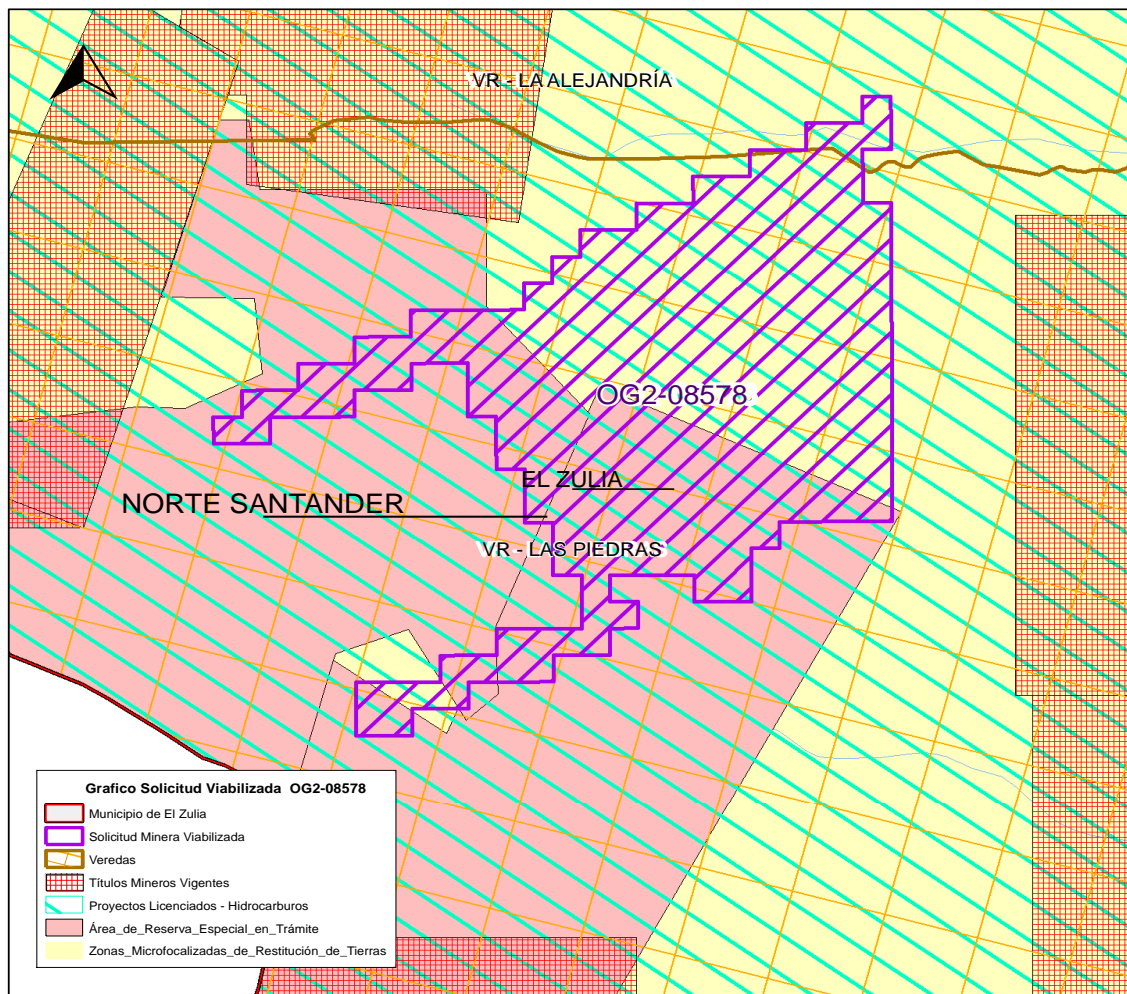 VR - LA ALEJANDRÍA
OG2-08578
EL ZULIA
NORTE SANTANDER
VR - LAS PIEDRAS
Grafico Solicitud Viabilizada OG2-08578
Municipio de El Zulia
Solicitud Minera Viabilizada
Veredas
Títulos Mineros Vigentes
Proyectos Licenciados - Hidrocarburos
Área_de_Reserva_Especial_en_Trámite
Zonas_Microfocalizadas_de_Restitución_de_Tierras